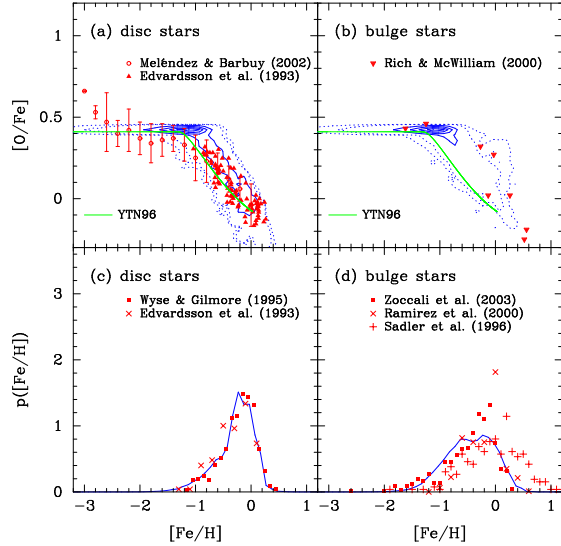 (a) disc stars
Meléndez & Barbuy (2002)
Edvardsson et al. (1993)
YTN96
(b) bulge stars
Rich & McWilliam (2000)
YTN96
[O/Fe]
1
0.5
0
(c) disc stars
Wyse & Gilmore (1995)
Edvardsson et al. (1993)
(d) bulge stars
Zoccali et al. (2003)
Ramirez et al. (2000)
Sadler et al. (1996)
p([Fe/H])
3
2
1
0
−3 −2 −1 0 1
−3 −2 −1 0 1
[Fe/H]
[Fe/H]